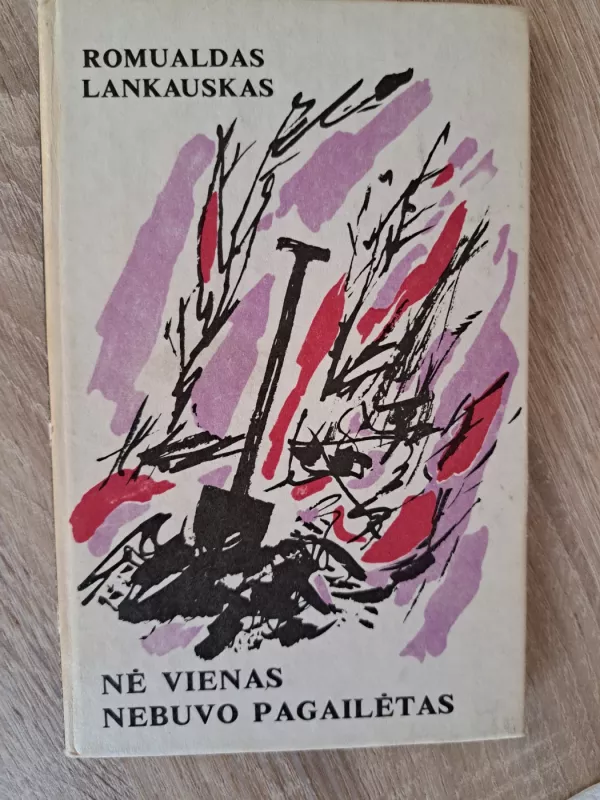 ROMUALDAS
LANKAUSKAS
NĖ VIENAS
NEBUVO PAGAILĖTAS